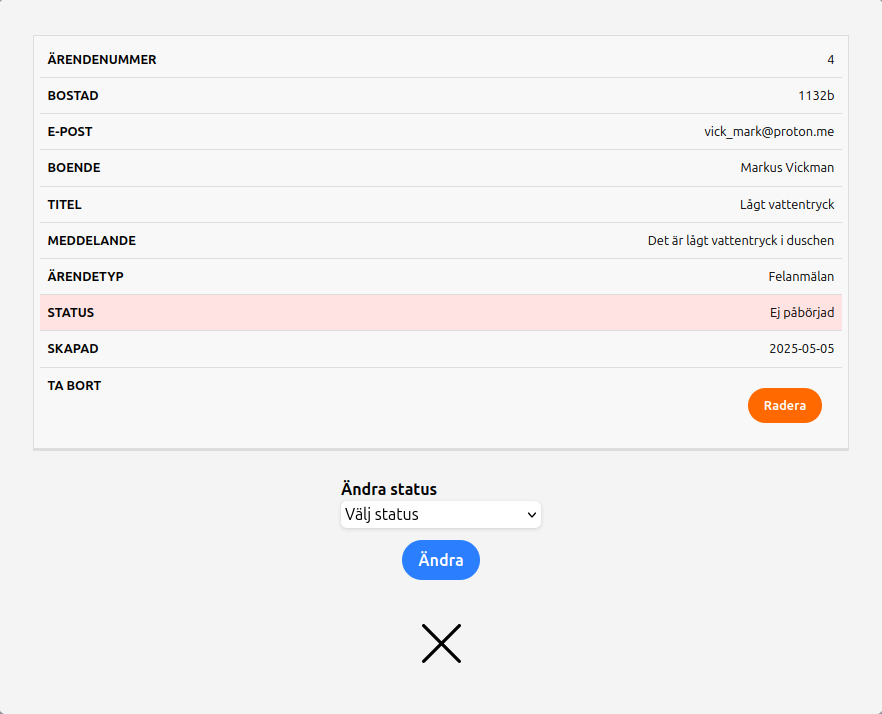 ÄRENDENUMMER 4
BOSTAD 1132b
E-POST vick_mark@proton.me
BOENDE Markus Vickman
TITEL Lågt vattentryck
MEDDELANDE Det är lågt vattentryck i duschen
ÄRENDETYP Felanmälan
STATUS Ej påbörjad
SKAPAD 2025-05-05
TA BORT
Radera
Ändra status
Välj status
Ändra